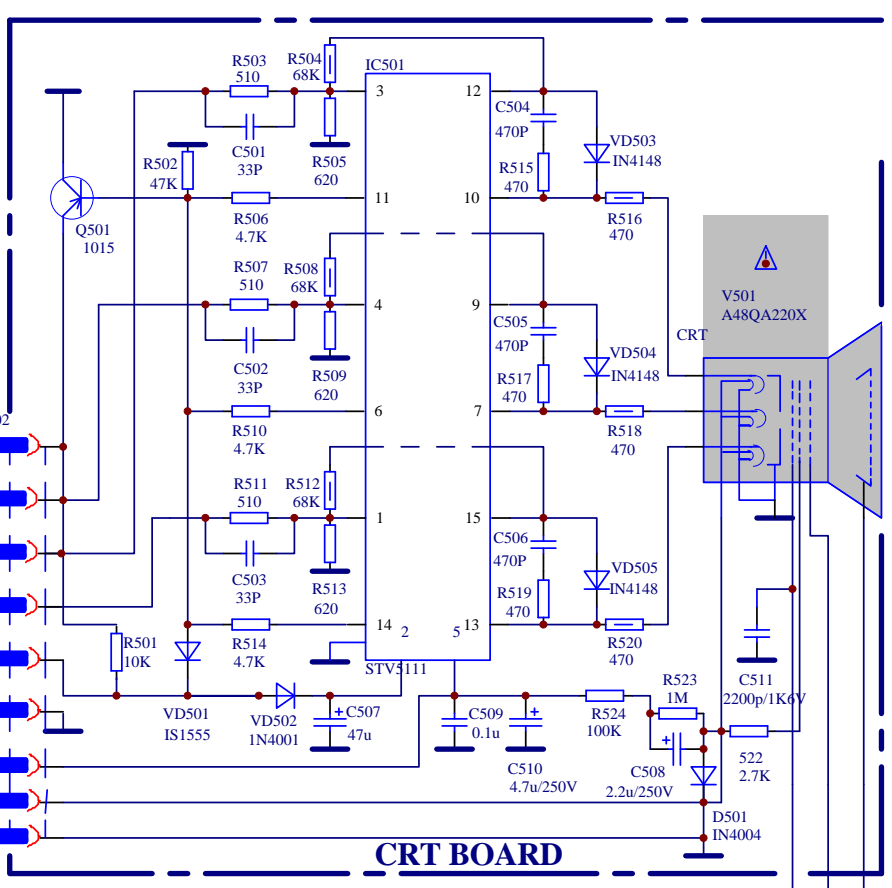 R503
510
R504
68K
IC501
3
12
C504
470P
VD503
IN4148
R502
47K
C501
33P
R505
620
R515
470
11
10
Q501
1015
R506
4.7K
R516
470
R507
510
R508
68K
4
9
V501
A48QA220X
CRT
C505
470P
VD504
IN4148
C502
33P
R509
620
R517
470
6
7
02
R510
4.7K
R518
470
R511
510
R512
68K
1
15
C506
470P
VD505
IN4148
C503
33P
R513
620
R519
470
14
2
5
13
R501
10K
R514
4.7K
STV5111
R520
470
R523
1M
C511
2200p/1K6V
VD501
IS1555
VD502
1N4001
+
C507
47u
C509
0.1u
+
R524
100K
+
C510
4.7u/250V
C508
2.2u/250V
522
2.7K
D501
IN4004
CRT BOARD